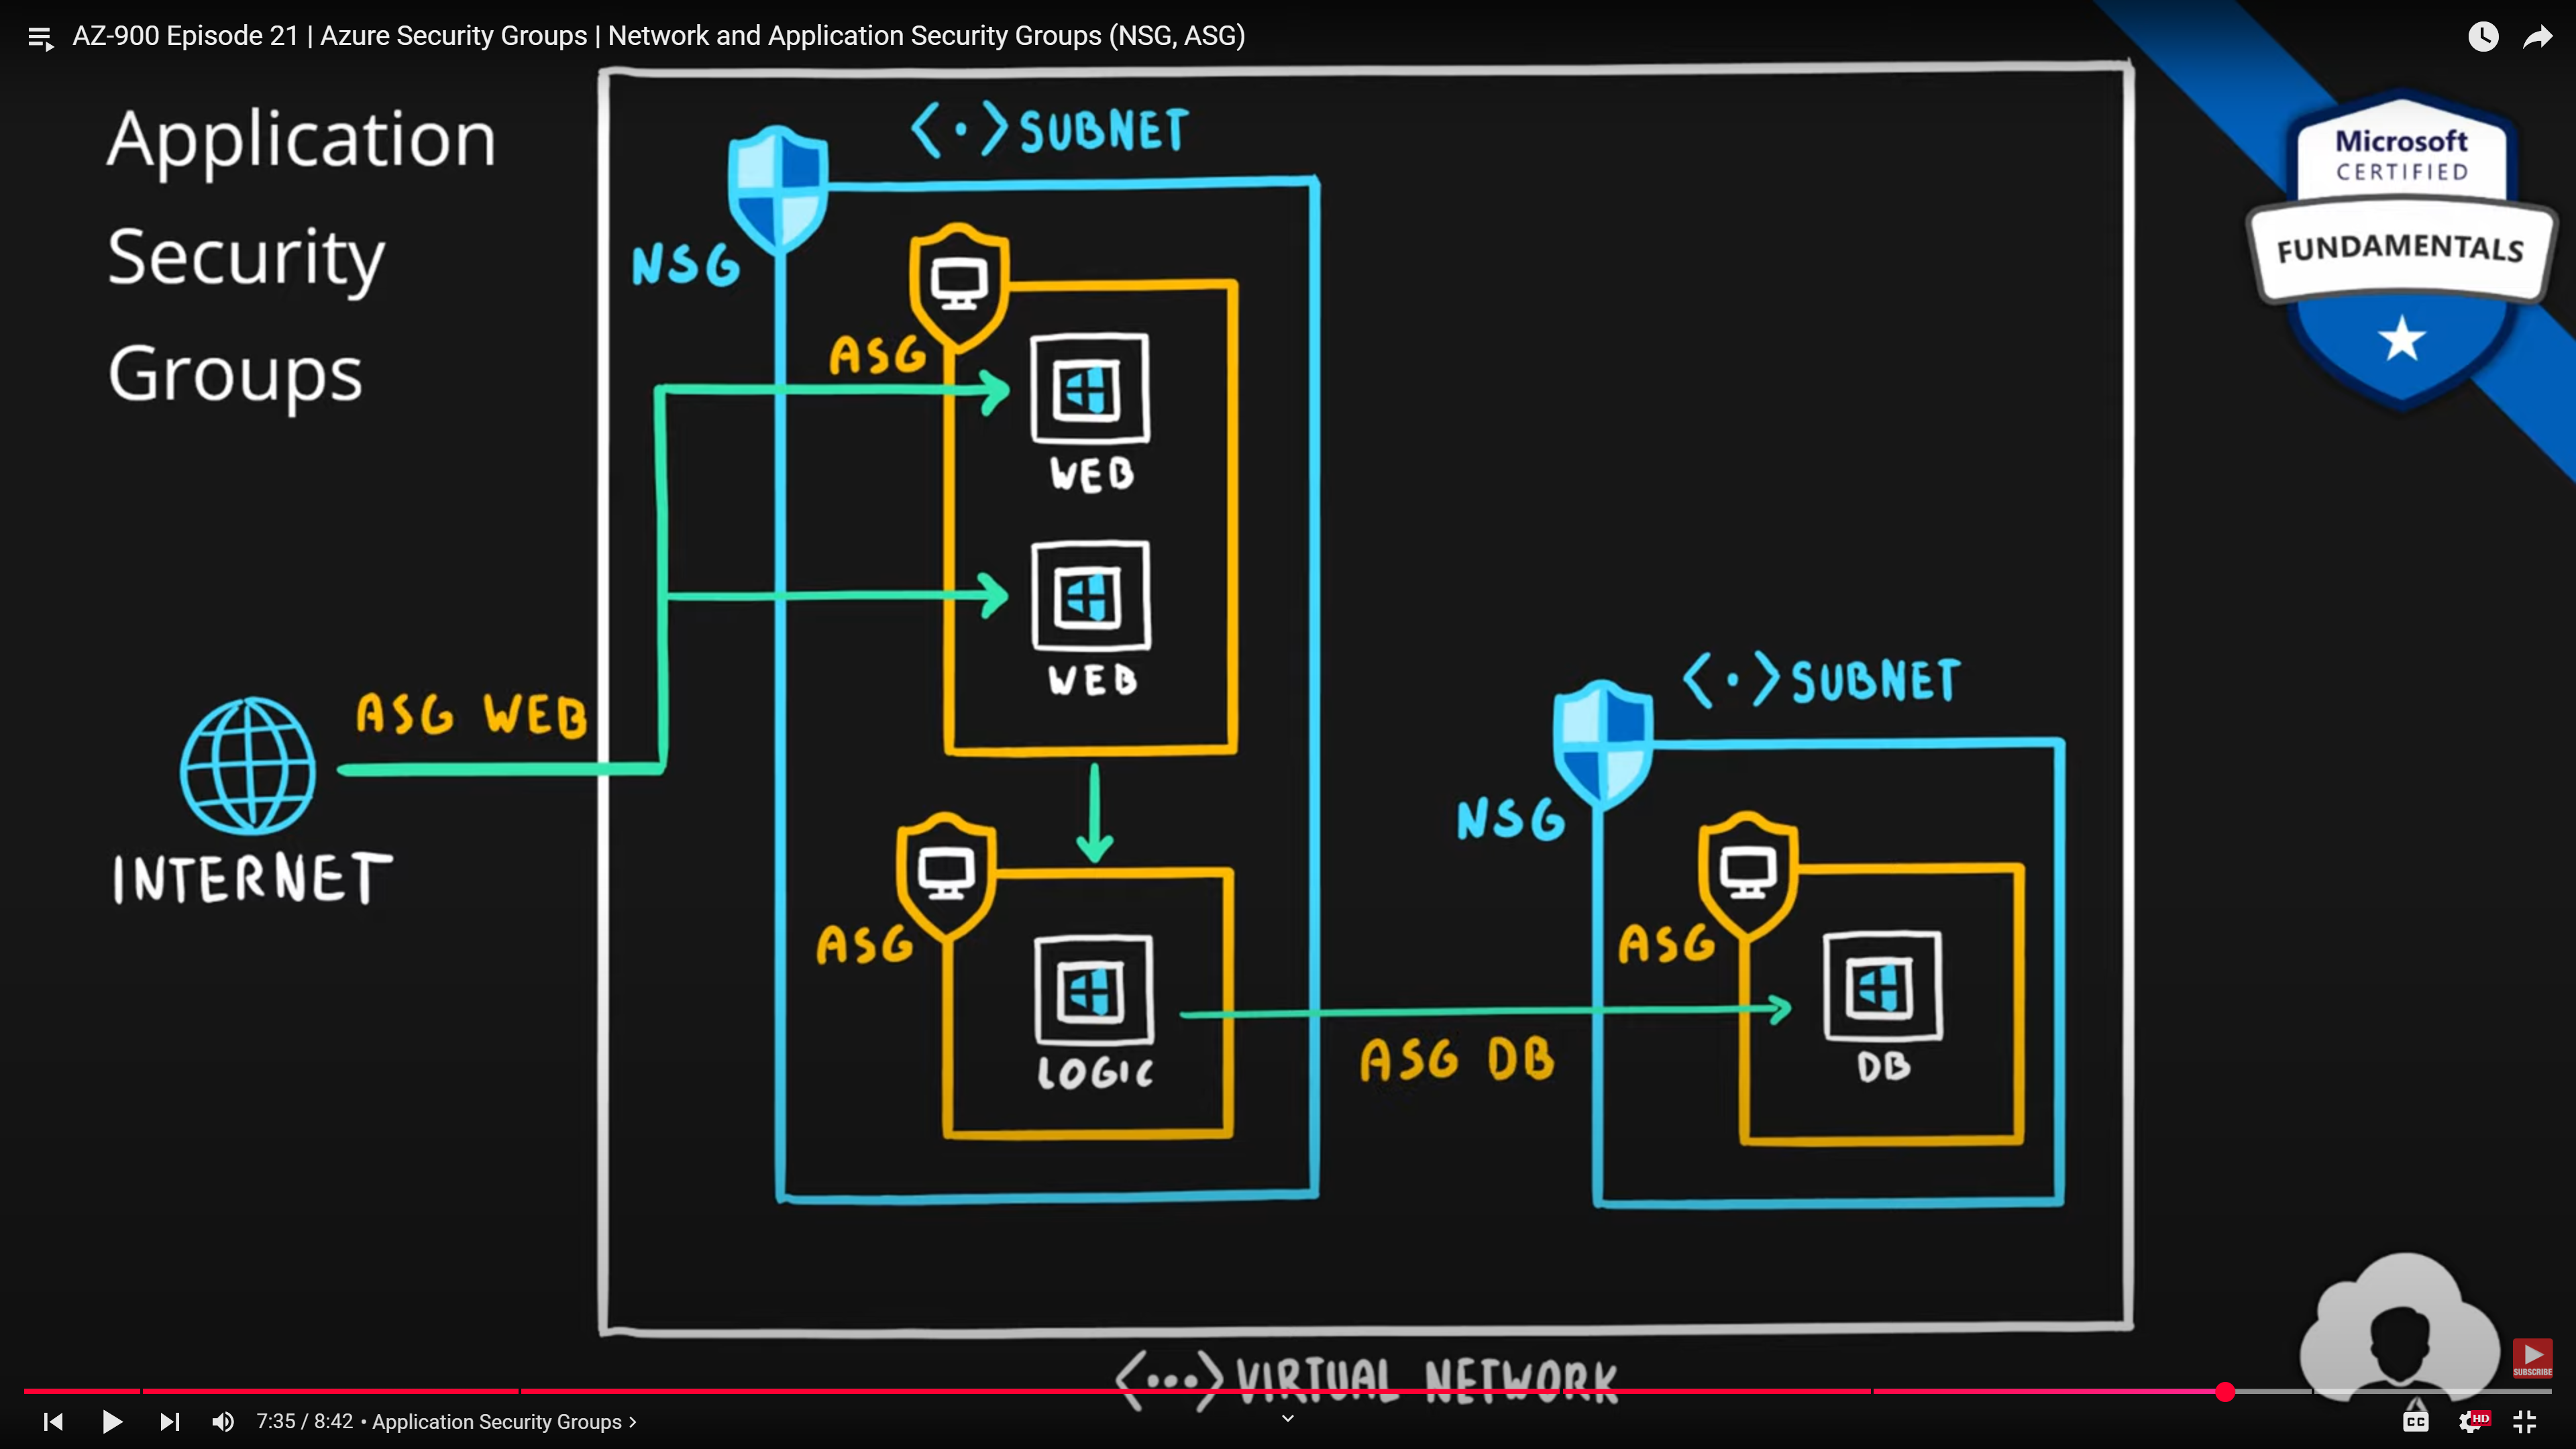 AZ-900 Episode 21 | Azure Security Groups | Network and Application Security Groups (NSG, ASG)
Application
Security
Groups
Microsoft
CERTIFIED
FUNDAMENTALS
<·> SUBNET
NSG
ASG
WEB
WEB
ASG WEB
INTERNET
ASG
LOGIC
<·> SUBNET
NSG
ASG
DB
ASG DB
<···> VIRTUAL NETWORK
SUBSCRIBE
7:35 / 8:42 • Application Security Groups >
CC
HD